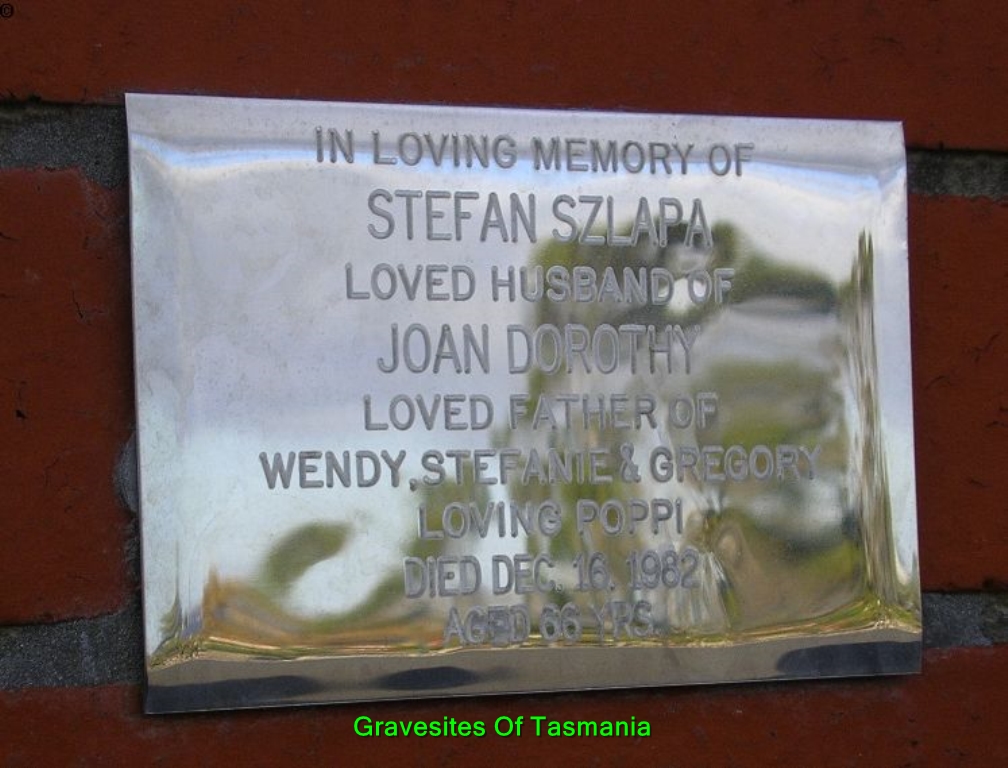 ©
IN LOVING MEMORY OF
STEFAN SZLAPA
LOVED HUSBAND OF
JOAN DOROTHY
LOVED FATHER OF
WENDY, STEFANIE & GREGORY
LOVING POPPI
DIED DEC. 16. 1982
AGED 66 YRS.
Gravesites Of Tasmania